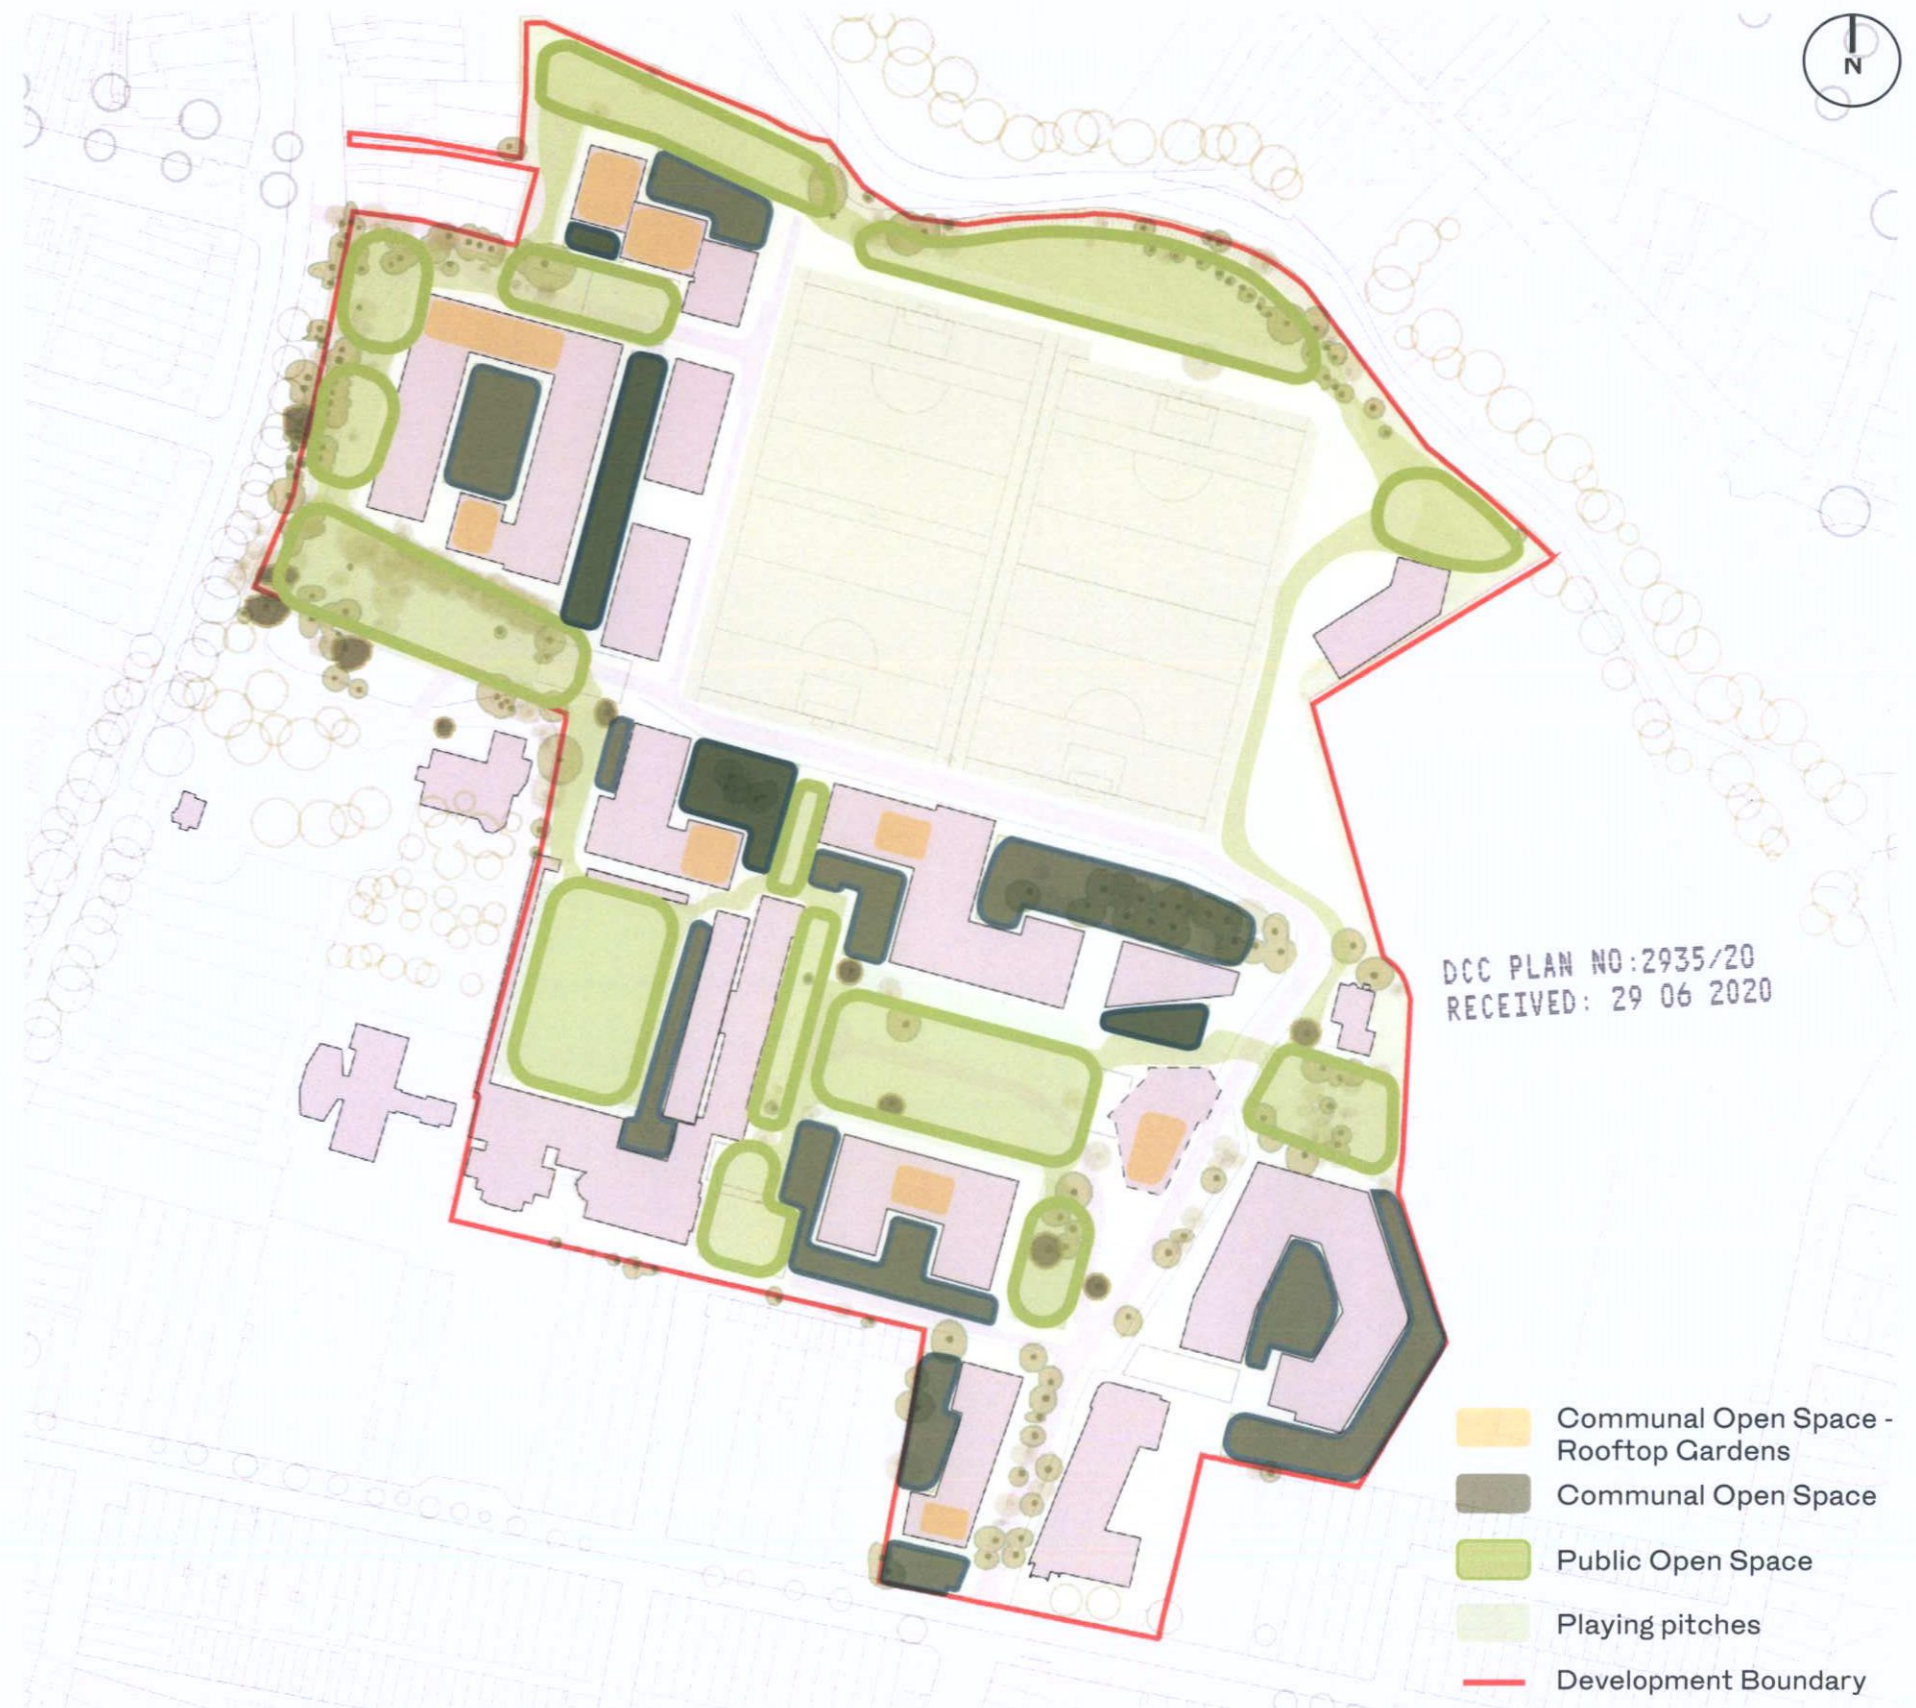 N
DCC PLAN NO:2935/20
RECEIVED: 29 06 2020
Communal Open Space -
Rooftop Gardens
Communal Open Space
Public Open Space
Playing pitches
Development Boundary